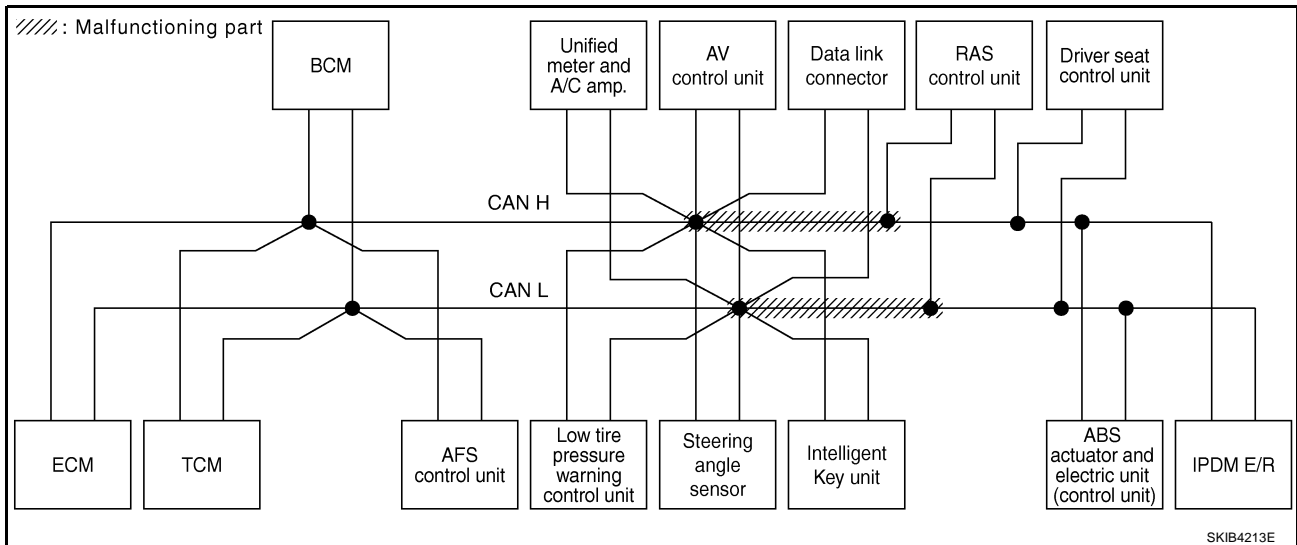 : Malfunctioning part
BCM
Unified
meter and
A/C amp.
AV
control unit
Data link
connector
RAS
control unit
Driver seat
control unit
CAN H
CAN L
ECM
TCM
AFS
control unit
Low tire
pressure
warning
control unit
Steering
angle
sensor
Intelligent
Key unit
ABS
actuator and
electric unit
(control unit)
IPDM E/R
SKIB4213E